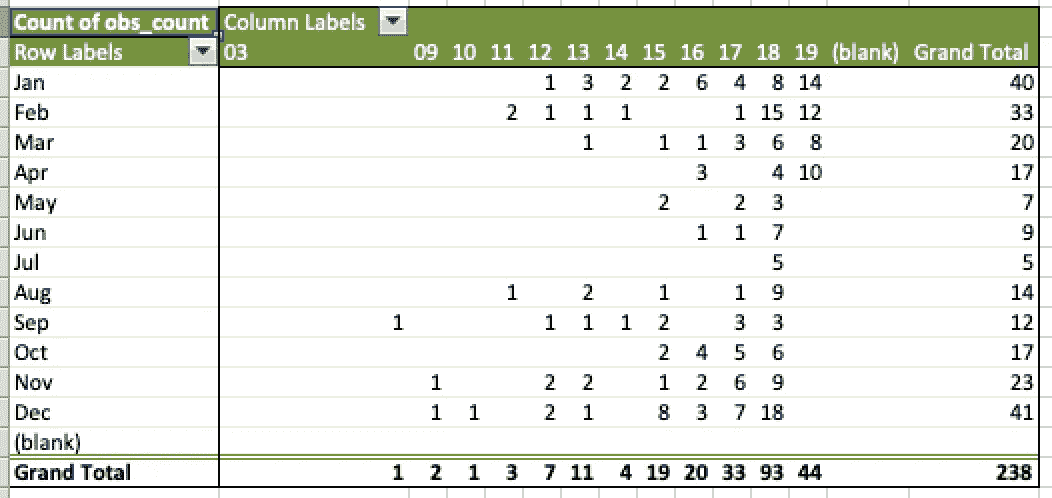 Count of obs_count Column Labels
Row Labels 03 09 10 11 12 13 14 15 16 17 18 19 (blank) Grand Total
Jan 1 3 2 2 6 4 8 14 40
Feb 2 1 1 1 1 15 12 33
Mar 1 1 1 3 6 8 20
Apr 3 4 10 17
May 2 2 3 7
Jun 1 1 7 9
Jul 5 5
Aug 1 2 1 1 9 14
Sep 1 1 1 1 2 3 3 12
Oct 2 4 5 6 17
Nov 1 2 2 1 2 6 9 23
Dec 1 1 2 1 8 3 7 18 41
(blank)
Grand Total 1 2 1 3 7 11 4 19 20 33 93 44 238